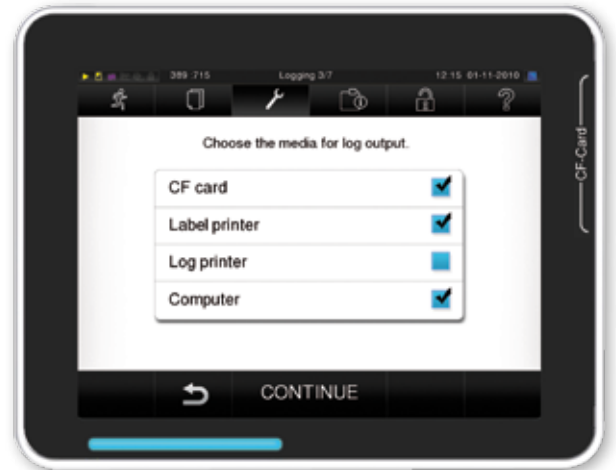 389 :715 Logging 3/7 12:15 01-11-2010
?
Choose the media for log output.
CF card
Label printer
Log printer
Computer
CONTINUE
CF-Card